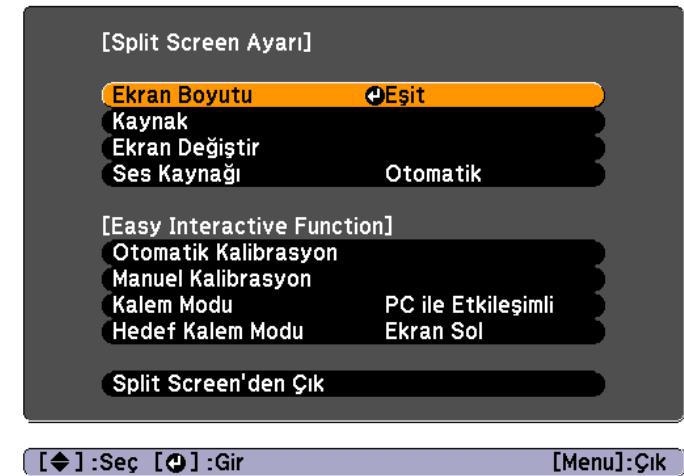 [Split Screen Ayarı]
Ekran Boyutu Eşit
Kaynak
Ekran Değiştir
Ses Kaynağı Otomatik
[Easy Interactive Function]
Otomatik Kalibrasyon
Manuel Kalibrasyon
Kalem Modu PC ile Etkileşimli
Hedef Kalem Modu Ekran Sol
Split Screen'den Çık
[ ] :Seç [ ] :Gir [Menu]:Çık